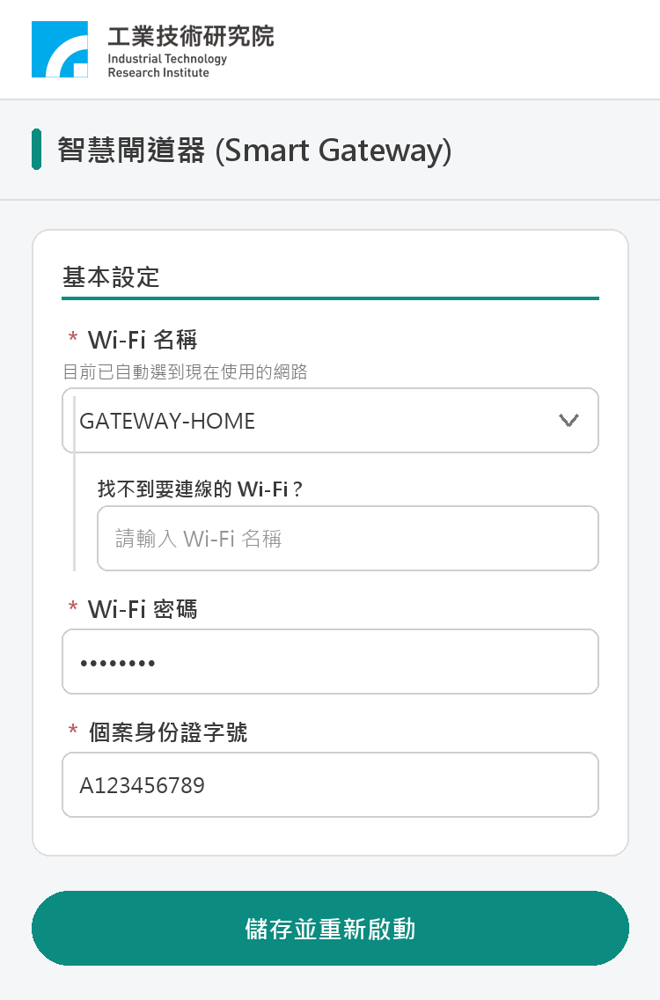 工業技術研究院
Industrial Technology
Research Institute
智慧閘道器 (Smart Gateway)
基本設定
* Wi-Fi 名稱
目前已自動選到現在使用的網路
GATEWAY-HOME
找不到要連線的 Wi-Fi？
請輸入 Wi-Fi 名稱
* Wi-Fi 密碼
••••••••
* 個案身份證字號
A123456789
儲存並重新啟動